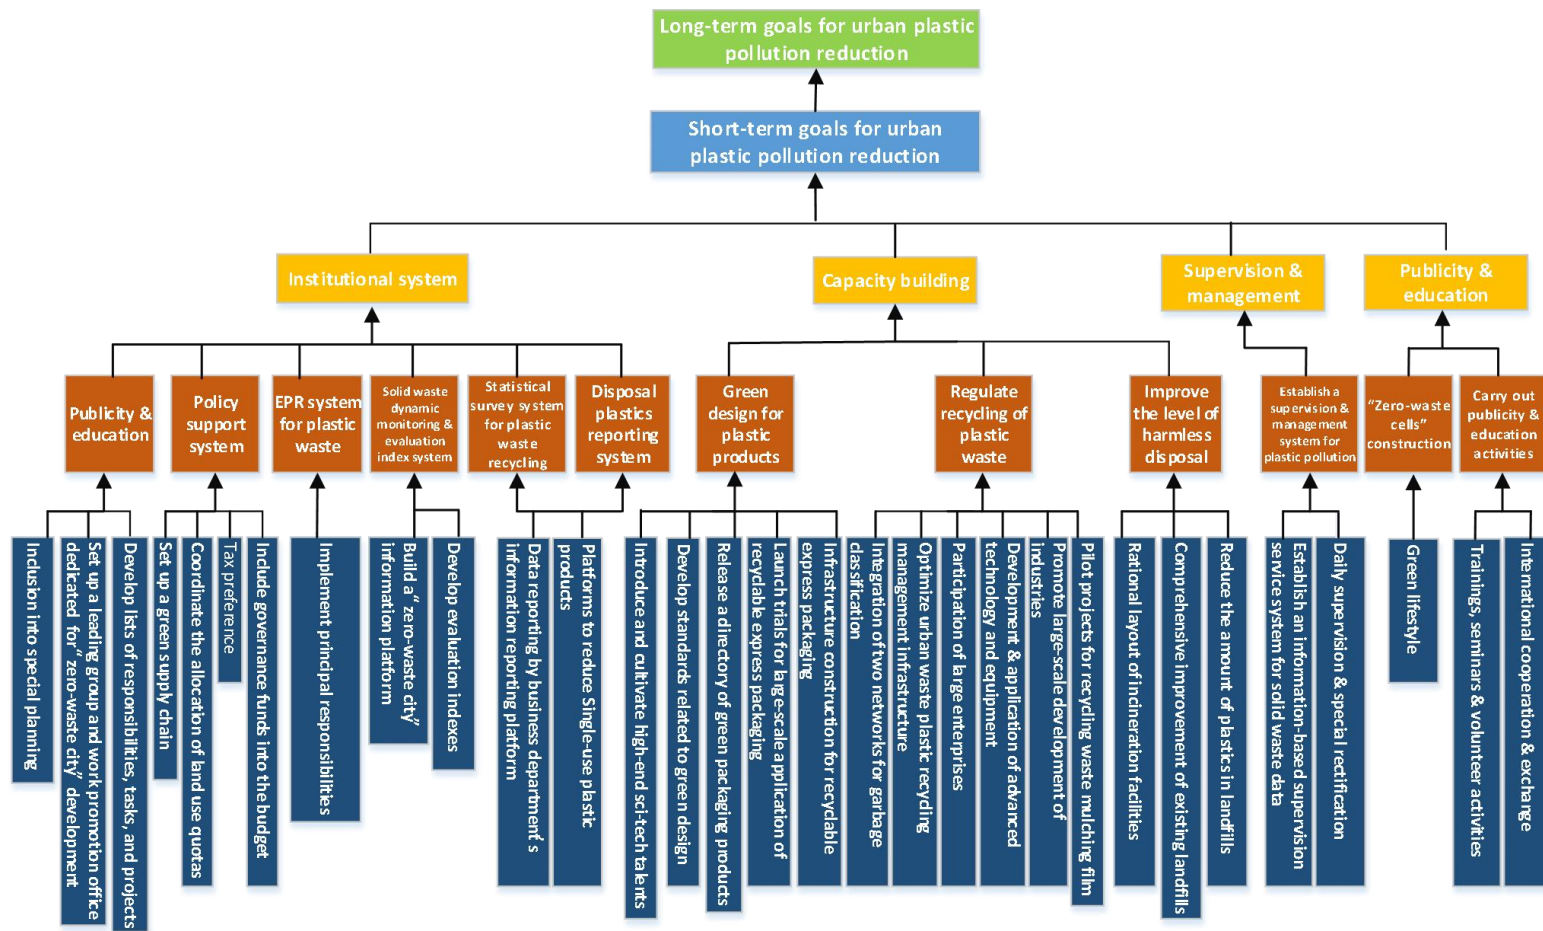 Long-term goals for urban plastic
pollution reduction
Short-term goals for urban
plastic pollution reduction
Institutional system
Capacity building
Supervision &
management
Publicity &
education
Publicity &
education
Policy
support
system
EPR system
for plastic
waste
Solid waste
dynamic
monitoring &
evaluation
index system
Statistical
survey system
for plastic
waste
recycling
Disposal
plastics
reporting
system
Green
design for
plastic
products
Regulate
recycling of
plastic
waste
Improve
the level of
harmless
disposal
Establish a
supervision &
management
system for
plastic pollution
"Zero-waste
cells"
construction
Carry out
publicity &
education
activities
Inclusion into special planning
Set up a leading group and work promotion office
dedicated for" zero-waste city" development
Develop lists of responsibilities, tasks, and projects
Set up a green supply chain
Coordinate the allocation of land use quotas
Tax preference
Include governance funds into the budget
Implement principal responsibilities
Build a" zero-waste city"
information platform
Develop evaluation indexes
Data reporting by business department's
information reporting platform
Platforms to reduce Single-use plastic
products
Introduce and cultivate high-end sci-tech talents
Develop standards related to green design
Release a directory of green packaging products
Launch trials for large-scale application of
recyclable express packaging
Infrastructure construction for recyclable
express packaging
Integration of two networks for garbage
classification
Optimize urban waste plastic recycling
management infrastructure
Participation of large enterprises
Development & application of advanced
technology and equipment
Promote large-scale development of
industries
Pilot projects for recycling waste mulching film
Rational layout of incineration facilities
Comprehensive improvement of existing landfills
Reduce the amount of plastics in landfills
Establish an information-based supervision
service system for solid waste data
Daily supervision & special rectification
Green lifestyle
Trainings, seminars & volunteer activities
International cooperation & exchange